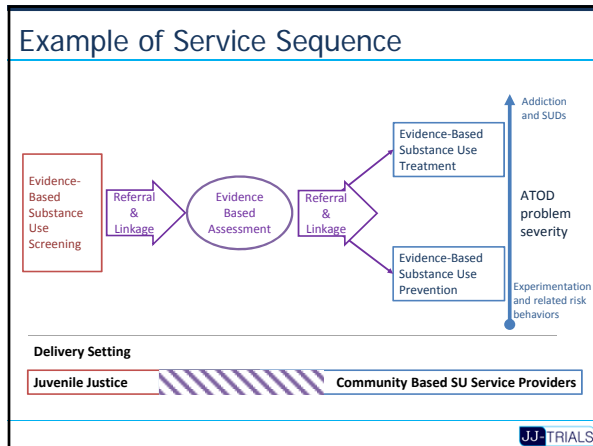 Example of Service Sequence
Evidence-
Based
Substance
Use
Screening
Referral
&
Linkage
Evidence
Based
Assessment
Referral
&
Linkage
Evidence-Based
Substance Use
Treatment
Evidence-Based
Substance Use
Prevention
Addiction
and SUDs
ATOD
problem
severity
Experimentation
and related risk
behaviors
Delivery Setting
Juvenile Justice
Community Based SU Service Providers
JJ-TRIALS